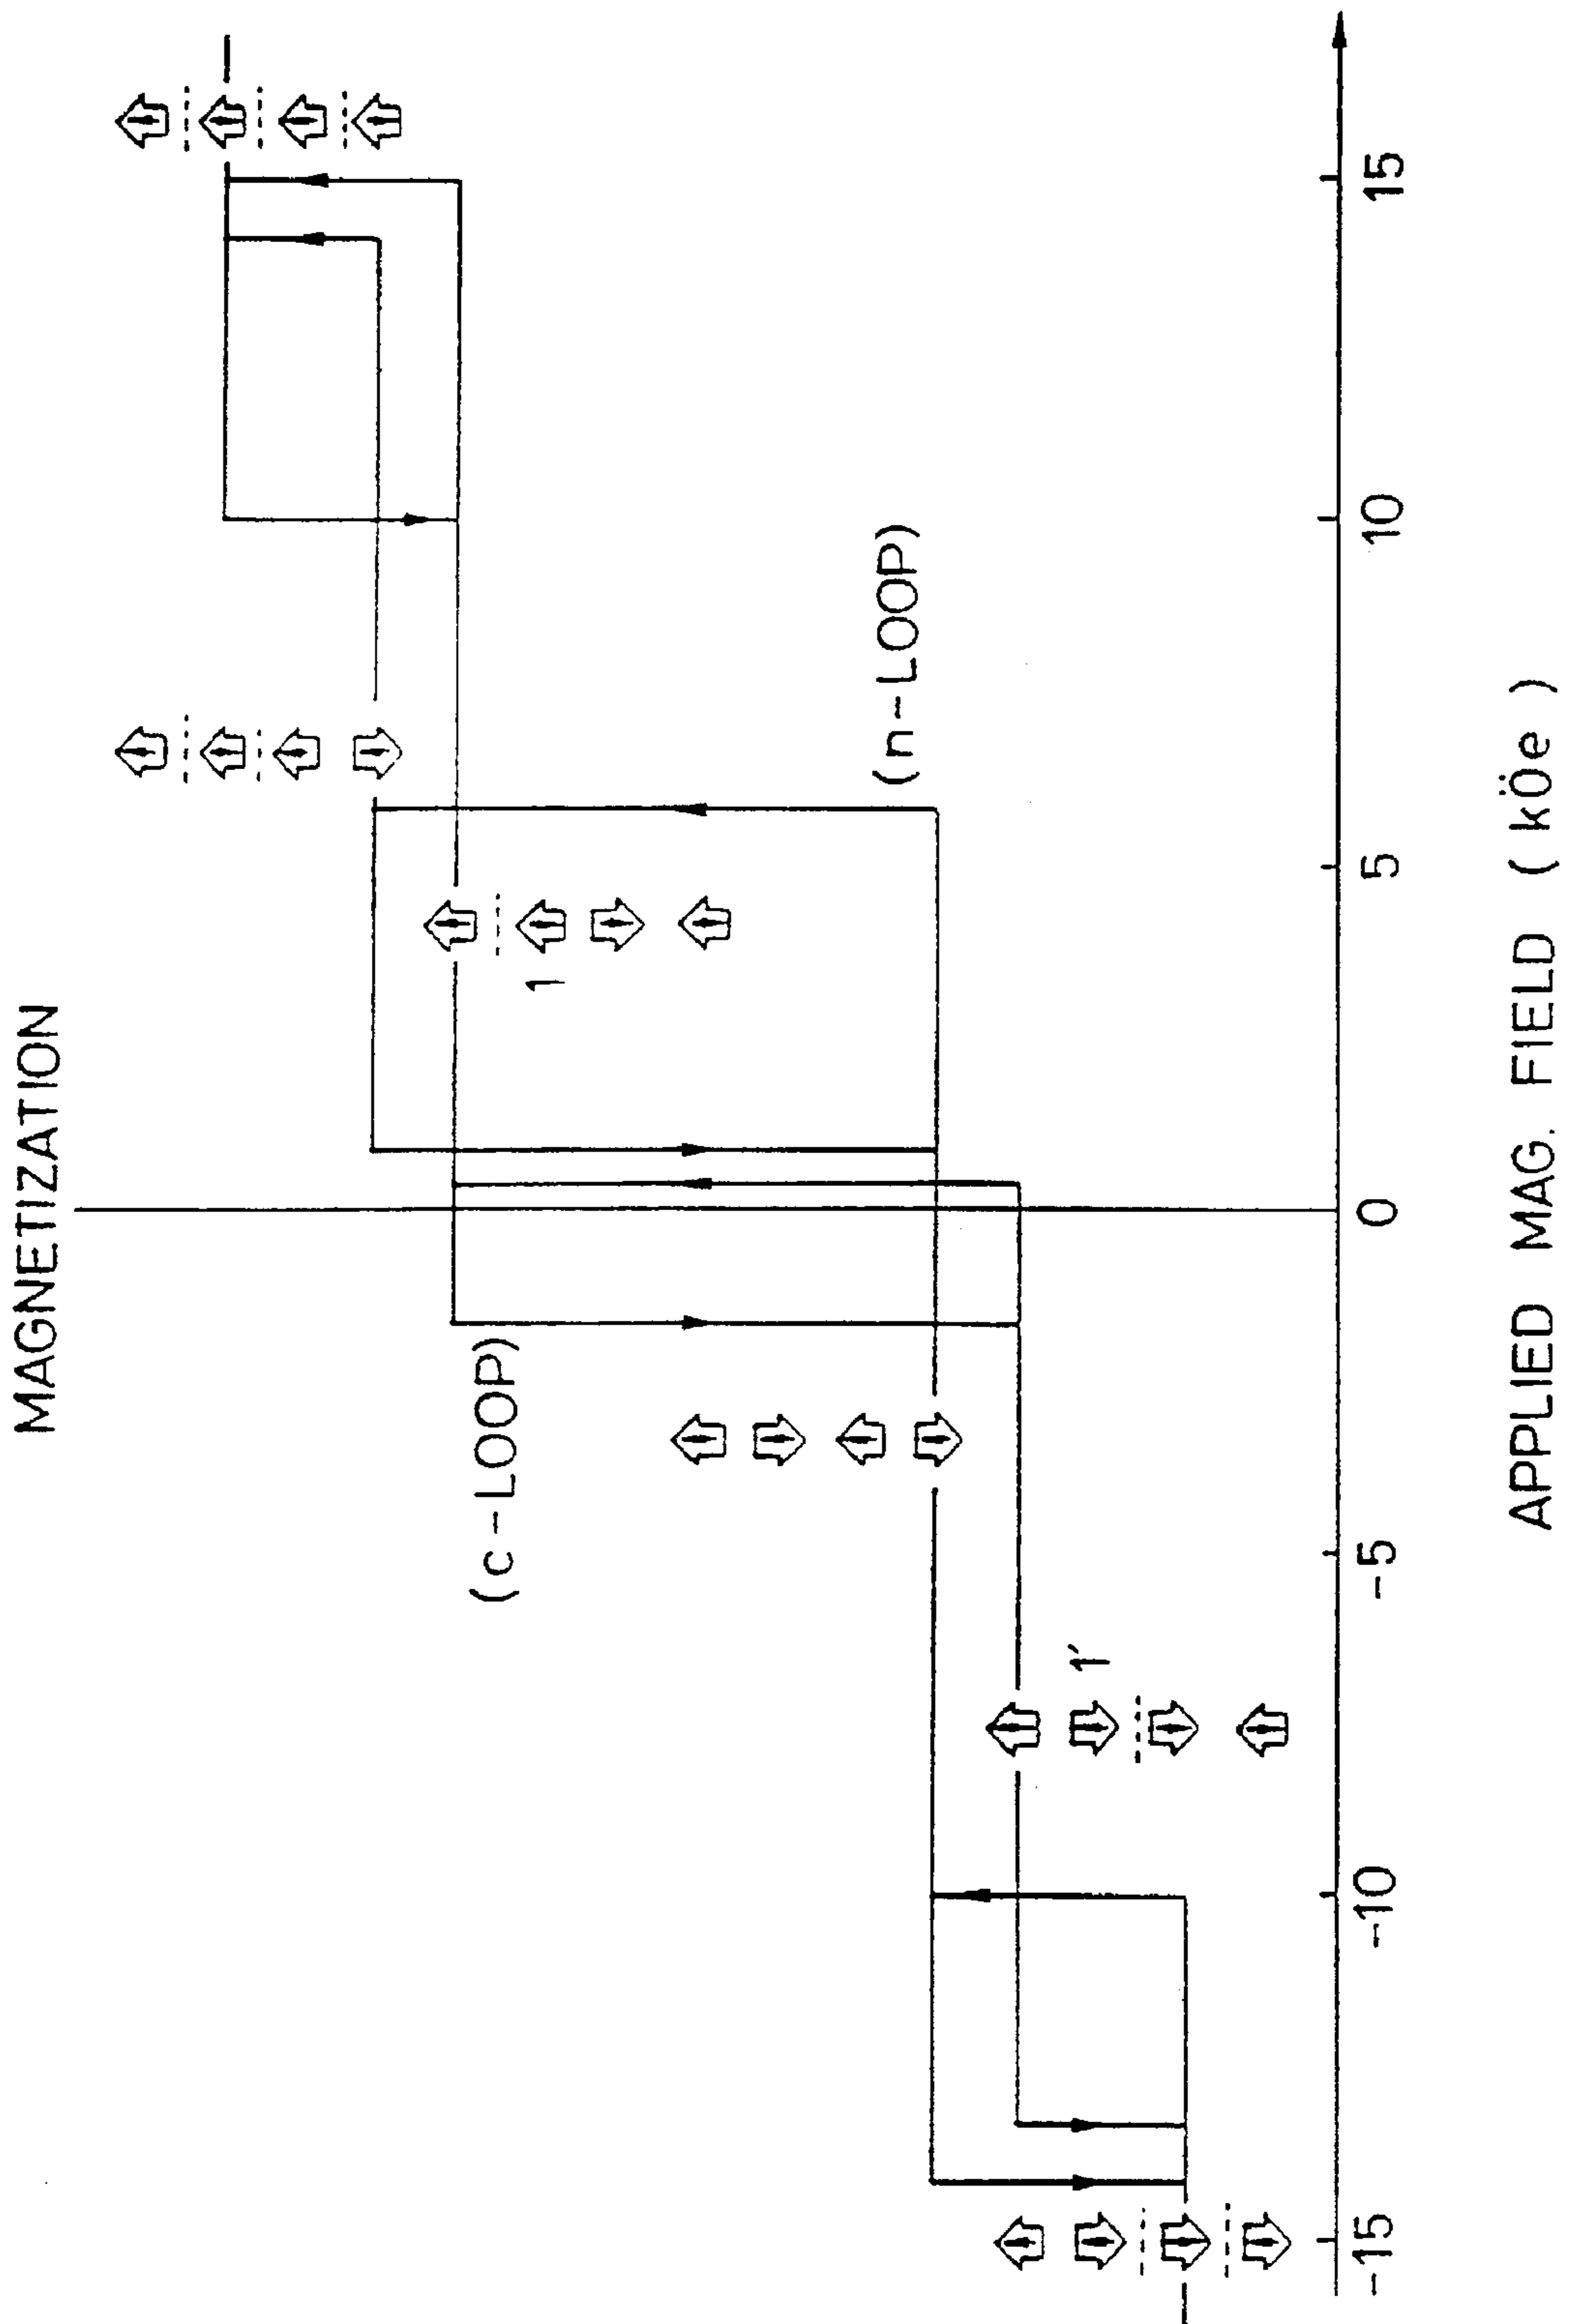 MAGNETIZATION
(c-LOOP)
1
(n-LOOP)
1'
-15
-10
-5
0
5
10
15
APPLIED MAG. FIELD (kÖe)